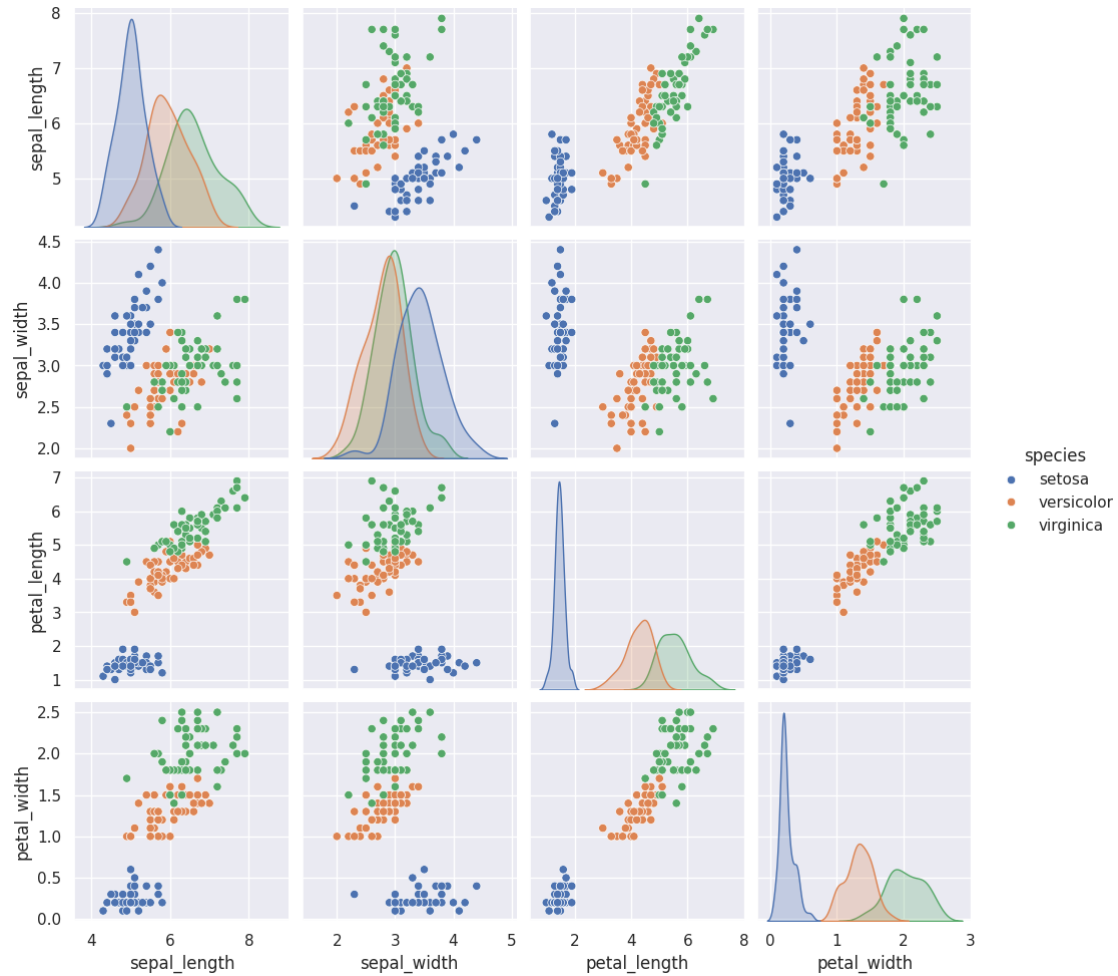 8
7
6
5
sepal_length
4.5
4.0
3.5
3.0
2.5
2.0
sepal_width
species
setosa
versicolor
virginica
7
6
5
4
3
2
1
petal_length
2.5
2.0
1.5
1.0
0.5
0.0
petal_width
4 6 8
2 3 4 5
2 4 6 8
0 1 2 3
sepal_length sepal_width petal_length petal_width